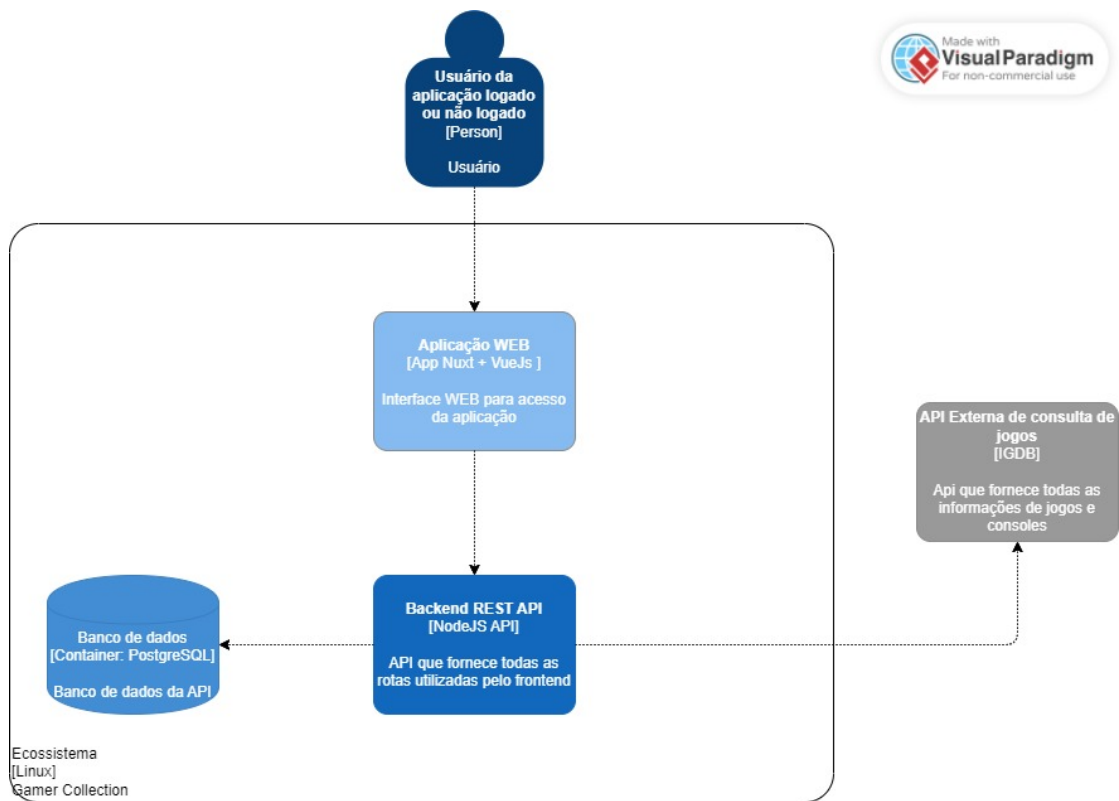 Made with
Visual Paradigm
For non-commercial use
Usuário da
aplicação logado
ou não logado
[Person]
Usuário
Aplicação WEB
[App Nuxt + VueJs ]
Interface WEB para acesso
da aplicação
API Externa de consulta de
jogos
[IGDB]
Api que fornece todas as
informações de jogos e
consoles
Banco de dados
[Container: PostgreSQL]
Banco de dados da API
Backend REST API
[NodeJS API]
API que fornece todas as
rotas utilizadas pelo frontend
Ecossistema
[Linux]
Gamer Collection